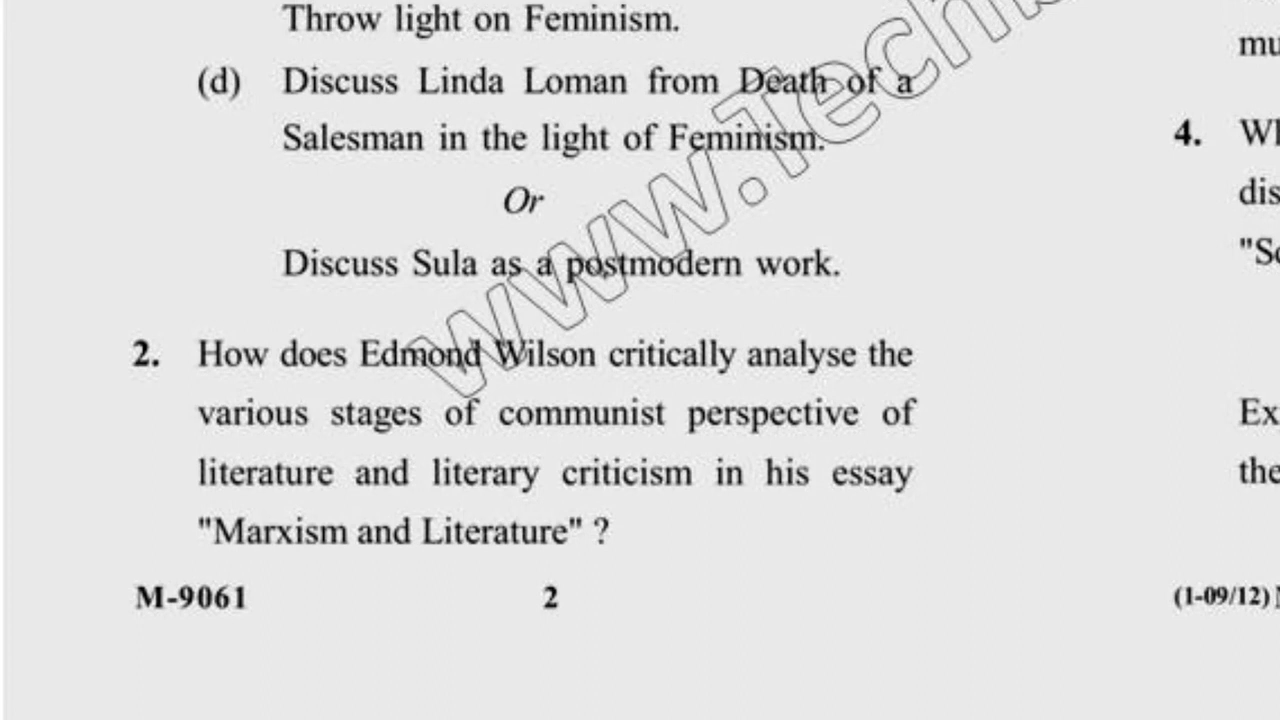 Throw light on Feminism.
(d) Discuss Linda Loman from Death of a
Salesman in the light of Feminism.
Or
Discuss Sula as a postmodern work.
2. How does Edmond Wilson critically analyse the
various stages of communist perspective of
literature and literary criticism in his essay
"Marxism and Literature" ?
M-9061 2
mu
4. Wh
dis
"Sc
Ex
the
(1-09/12)
www.Techn